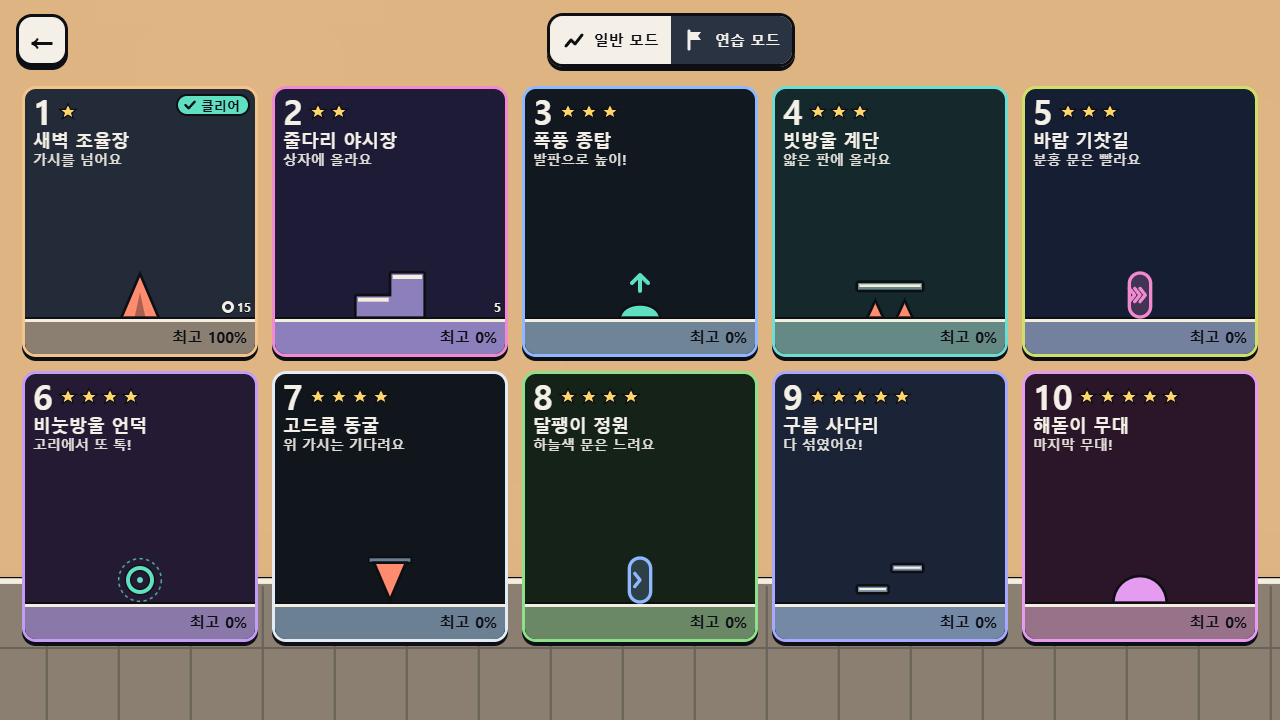 ←
일반 모드
연습 모드
1
클리어
새벽 조율장
가시를 넘어요
15
최고 100%
2
줄다리 야시장
상자에 올라요
5
최고 0%
3
폭풍 종탑
발판으로 높이!
최고 0%
4
빗방울 계단
얇은 판에 올라요
최고 0%
5
바람 기찻길
분홍 문은 빨라요
최고 0%
6
비눗방울 언덕
고리에서 또 톡!
최고 0%
7
고드름 동굴
위 가시는 기다려요
최고 0%
8
달팽이 정원
하늘색 문은 느려요
최고 0%
9
구름 사다리
다 섞였어요!
최고 0%
10
해돋이 무대
마지막 무대!
최고 0%